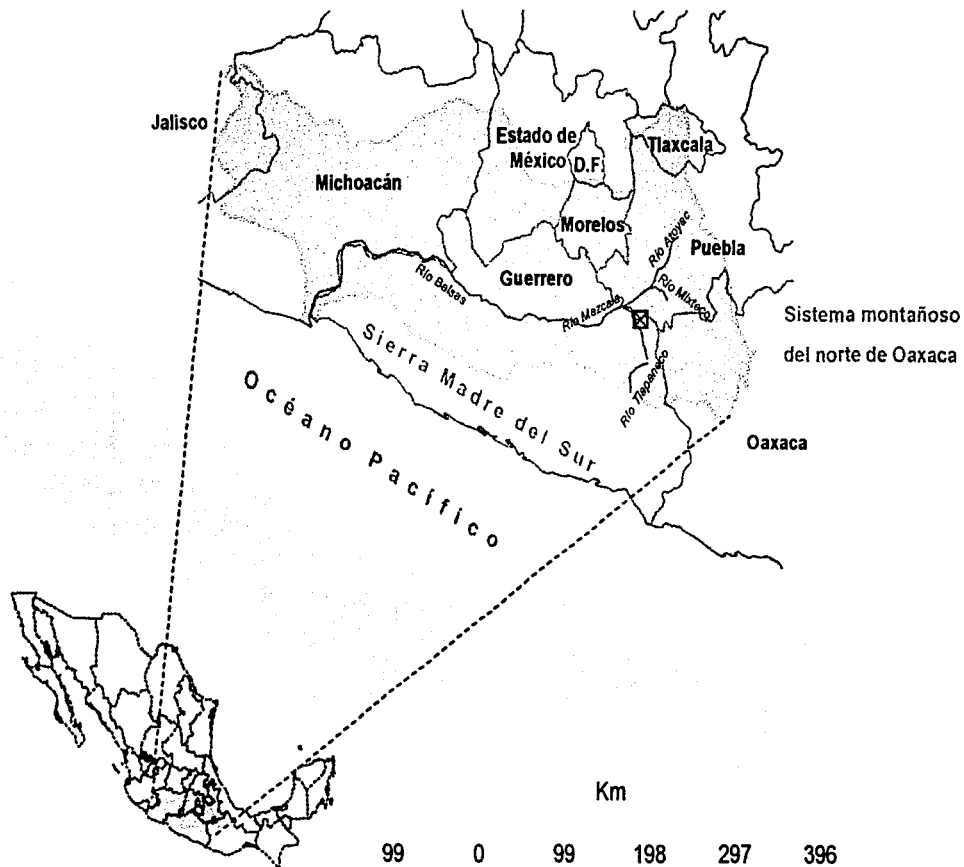 Jalisco
Estado de
México
D.F.
Tlaxcala
Michoacán
Morelos
Río Atoyac
Puebla
Río Balsas
Guerrero
Río Mezcala
Río Mixteco
Sistema montañoso
del norte de Oaxaca
Sierra Madre del Sur
Río Tlapaneco
Océano Pacífico
Oaxaca
Km
99 0 99 198 297 396